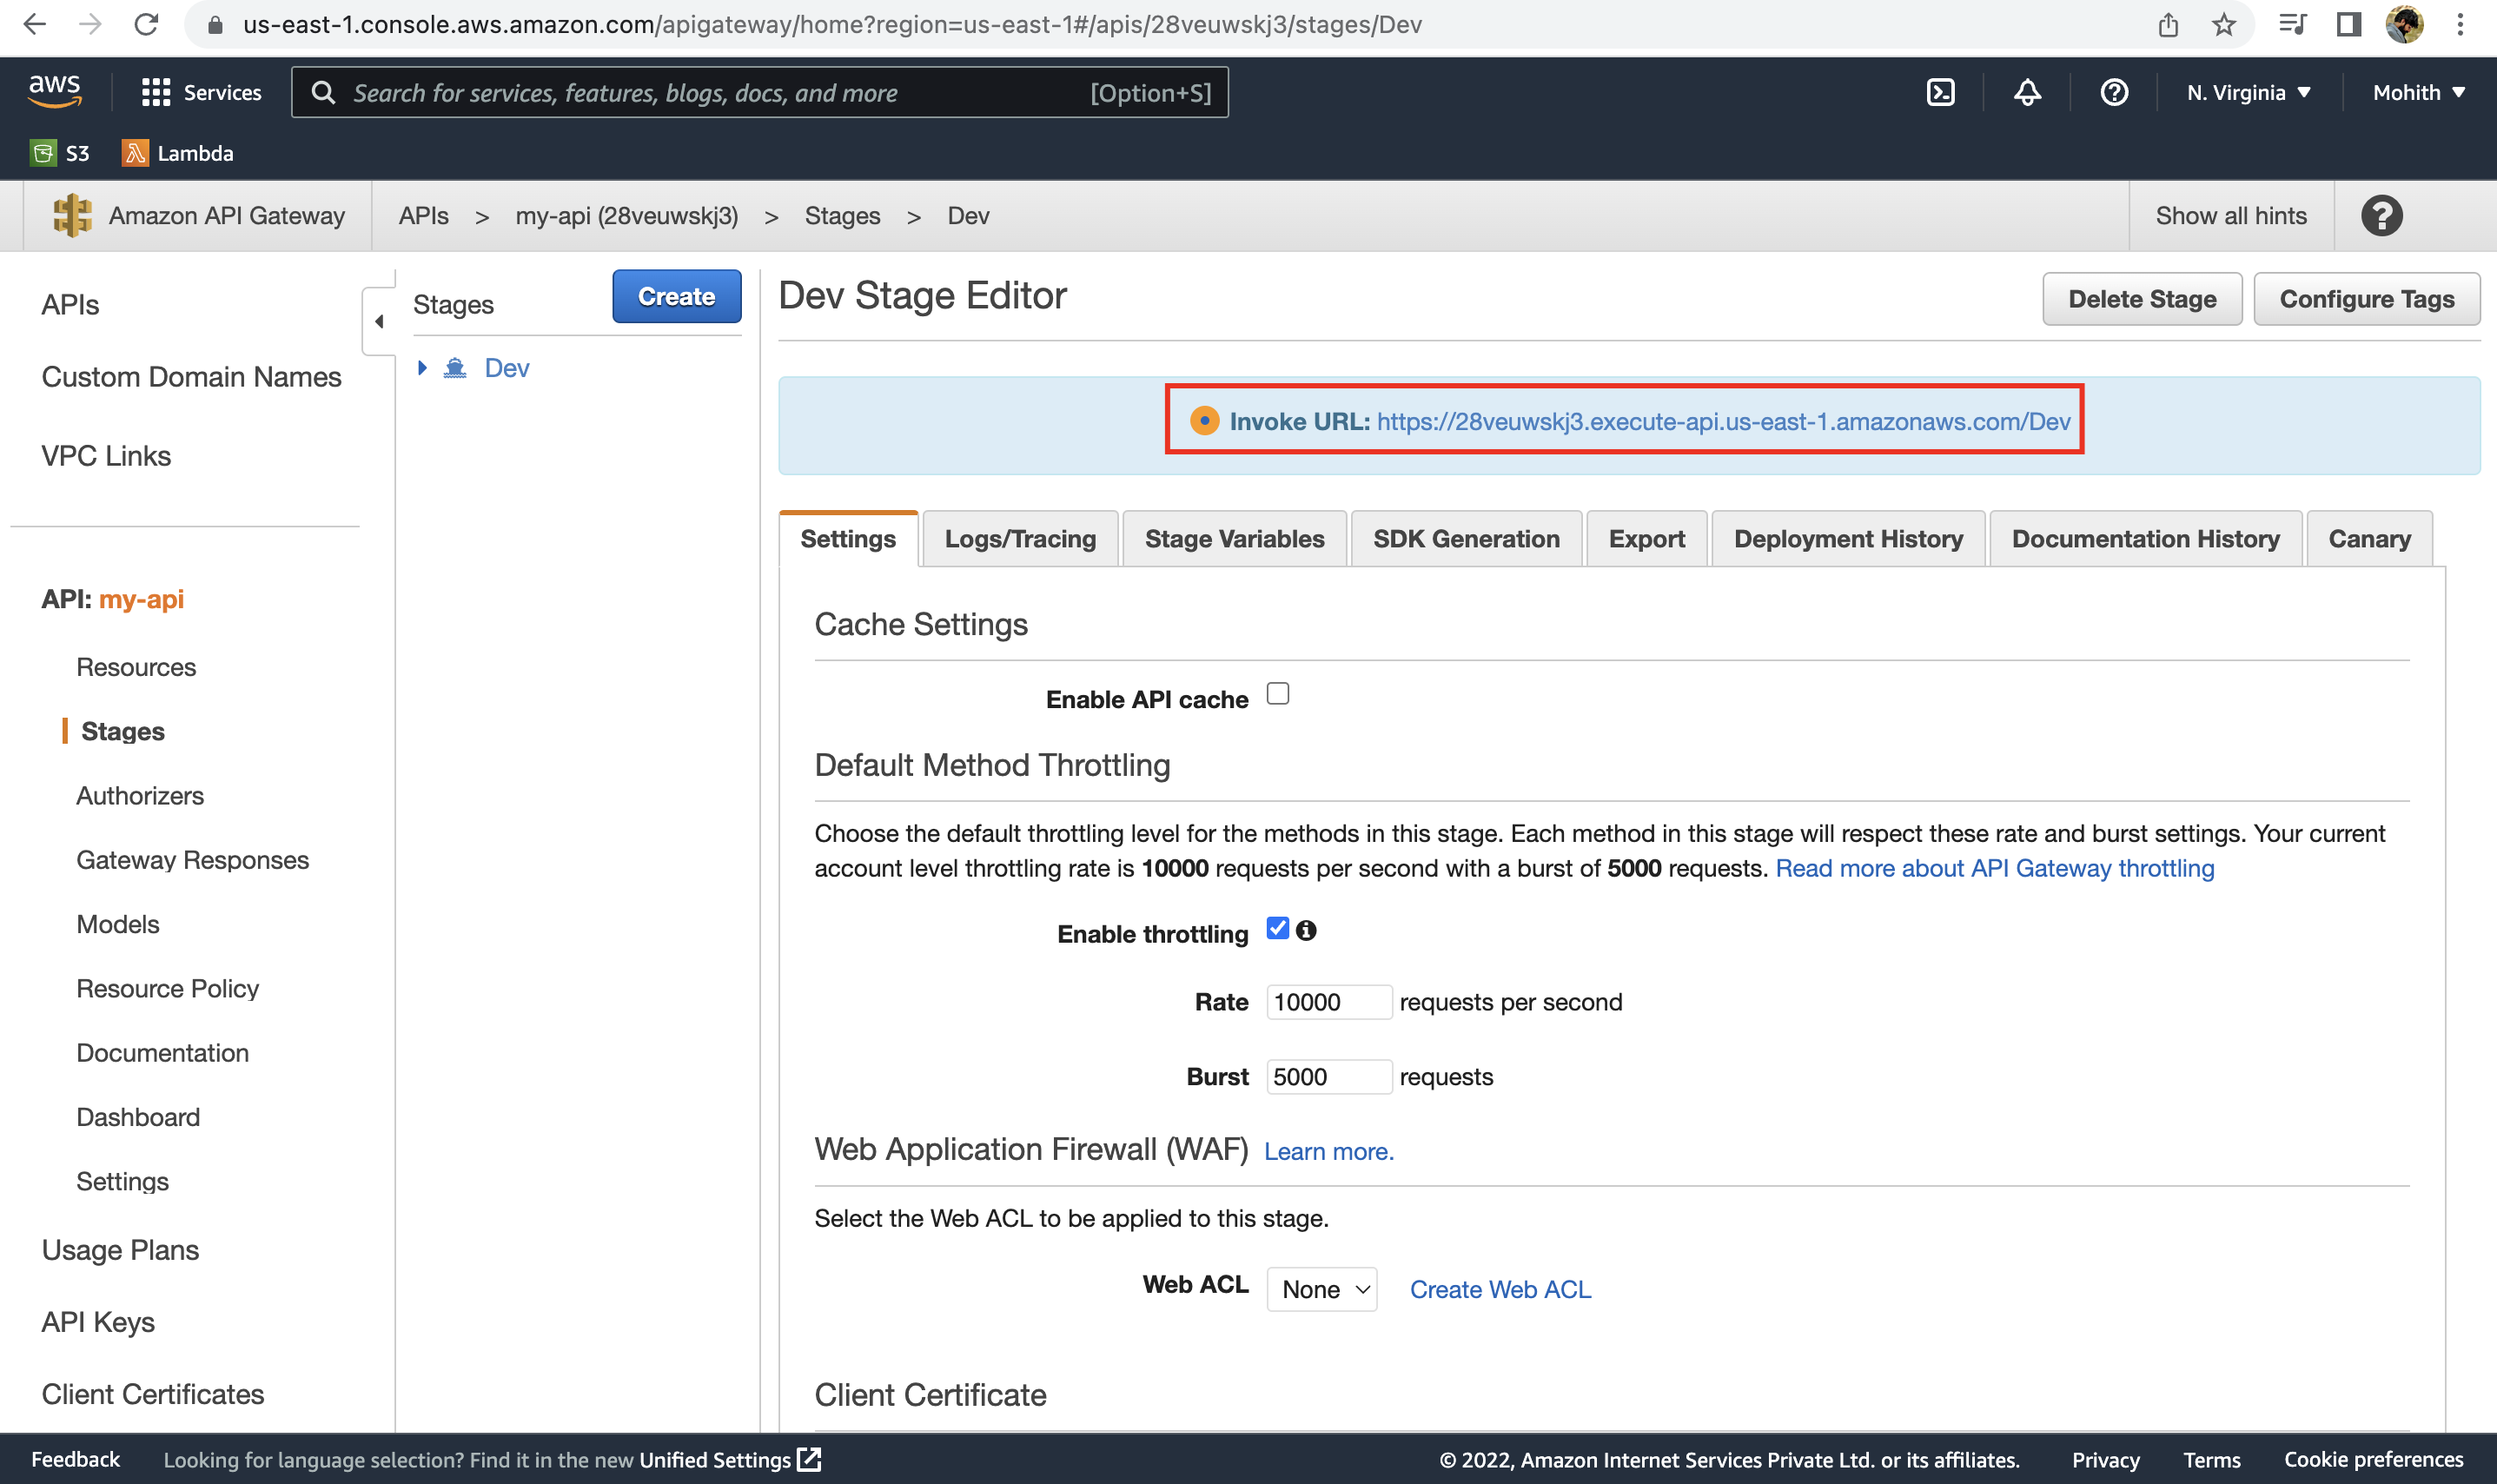 us-east-1.console.aws.amazon.com/apigateway/home?region=us-east-1#/apis/28veuwskj3/stages/Dev
aws
Services
Search for services, features, blogs, docs, and more
[Option+S]
N. Virginia
Mohith
S3
Lambda
Amazon API Gateway
APIs > my-api (28veuwskj3) > Stages > Dev
Show all hints
APIs
Custom Domain Names
VPC Links
API: my-api
Resources
Stages
Authorizers
Gateway Responses
Models
Resource Policy
Documentation
Dashboard
Settings
Usage Plans
API Keys
Client Certificates
Stages
Create
Dev
Dev Stage Editor
Delete Stage
Configure Tags
Invoke URL: https://28veuwskj3.execute-api.us-east-1.amazonaws.com/Dev
Settings
Logs/Tracing
Stage Variables
SDK Generation
Export
Deployment History
Documentation History
Canary
Cache Settings
Enable API cache
Default Method Throttling
Choose the default throttling level for the methods in this stage. Each method in this stage will respect these rate and burst settings. Your current
account level throttling rate is 10000 requests per second with a burst of 5000 requests. Read more about API Gateway throttling
Enable throttling
Rate 10000 requests per second
Burst 5000 requests
Web Application Firewall (WAF) Learn more.
Select the Web ACL to be applied to this stage.
Web ACL None Create Web ACL
Client Certificate
Feedback
Looking for language selection? Find it in the new Unified Settings
© 2022, Amazon Internet Services Private Ltd. or its affiliates.
Privacy
Terms
Cookie preferences